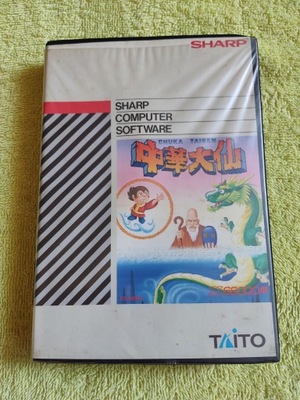 SHARP
SHARP
COMPUTER
SOFTWARE
CHUKA TAISEN
中華大仙
TAITO